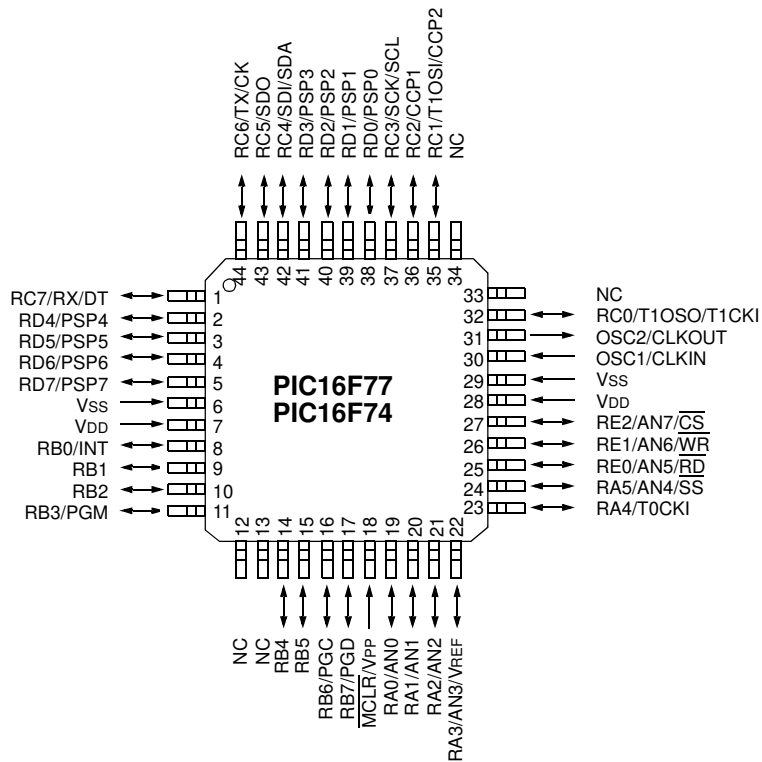 RC6/TX/CK
RC5/SDO
RC4/SDI/SDA
RD3/PSP3
RD2/PSP2
RD1/PSP1
RD0/PSP0
RC3/SCK/SCL
RC2/CCP1
RC1/T1OSI/CCP2
NC
44
43
42
41
40
39
38
37
36
35
34
RC7/RX/DT 1
RD4/PSP4 2
RD5/PSP5 3
RD6/PSP6 4
RD7/PSP7 5
VSS 6
VDD 7
RB0/INT 8
RB1 9
RB2 10
RB3/PGM 11
PIC16F77
PIC16F74
33 NC
32 RC0/T1OSO/T1CKI
31 OSC2/CLKOUT
30 OSC1/CLKIN
29 VSS
28 VDD
27 RE2/AN7/C̅S̅
26 RE1/AN6/W̅R̅
25 RE0/AN5/R̅D̅
24 RA5/AN4/S̅S̅
23 RA4/T0CKI
12
13
14
15
16
17
18
19
20
21
22
NC
NC
RB4
RB5
RB6/PGC
RB7/PGD
M̅C̅L̅R̅/VPP
RA0/AN0
RA1/AN1
RA2/AN2
RA3/AN3/VREF